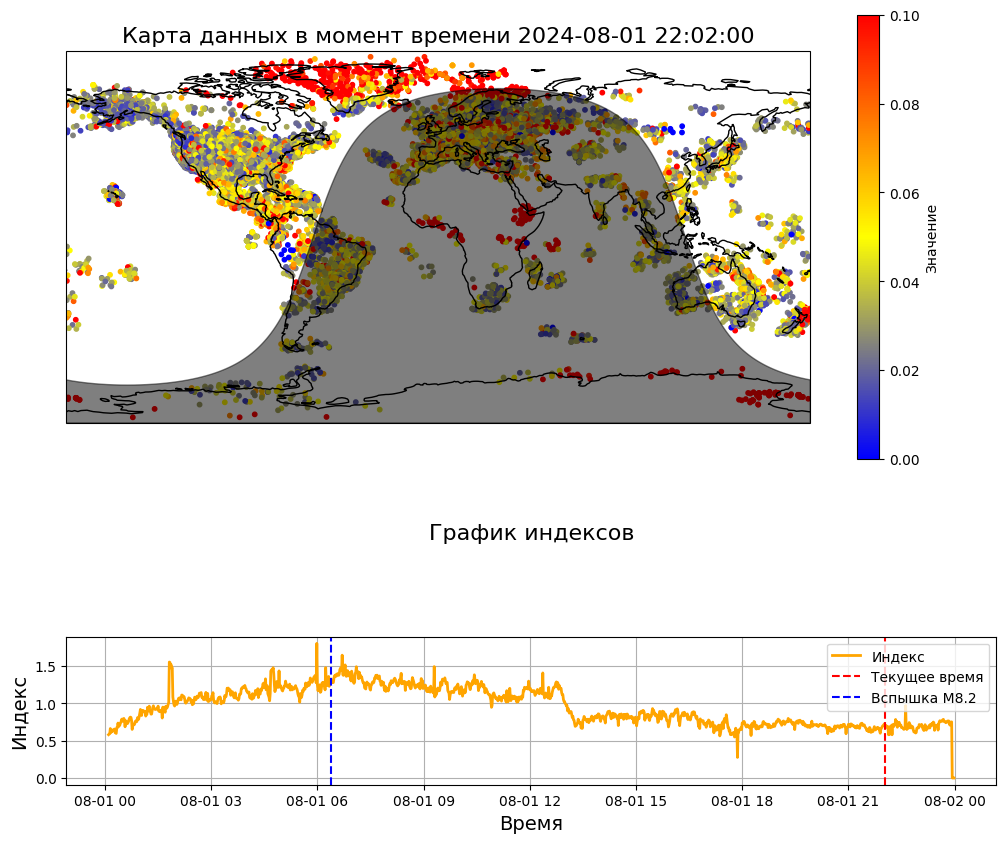 Карта данных в момент времени 2024-08-01 22:02:00
0.10
0.08
0.06
0.04
0.02
0.00
Значение
График индексов
Индекс
1.5
1.0
0.5
0.0
Индекс
Текущее время
Вспышка M8.2
08-01 00
08-01 03
08-01 06
08-01 09
08-01 12
08-01 15
08-01 18
08-01 21
08-02 00
Время